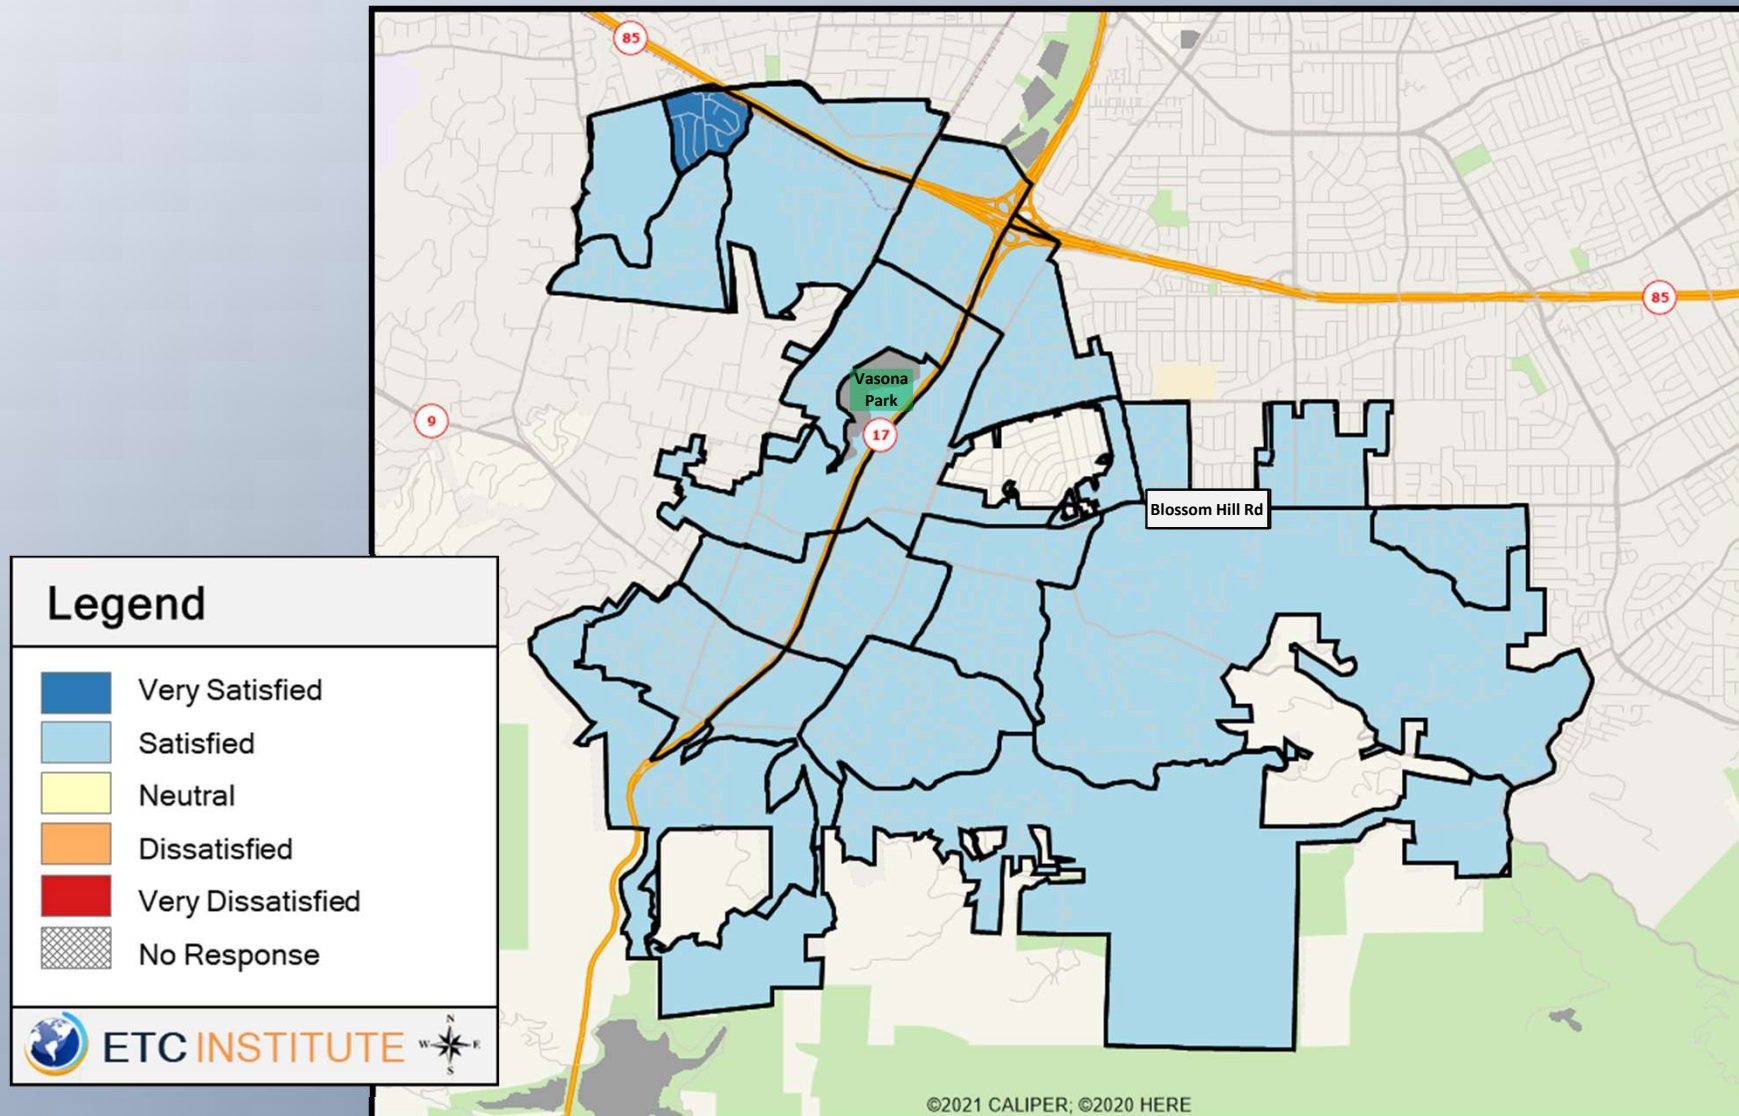 85
85
9
Vasona
Park
17
Blossom Hill Rd
Legend
Very Satisfied
Satisfied
Neutral
Dissatisfied
Very Dissatisfied
No Response
ETC INSTITUTE
N
W E
S
©2021 CALIPER; ©2020 HERE